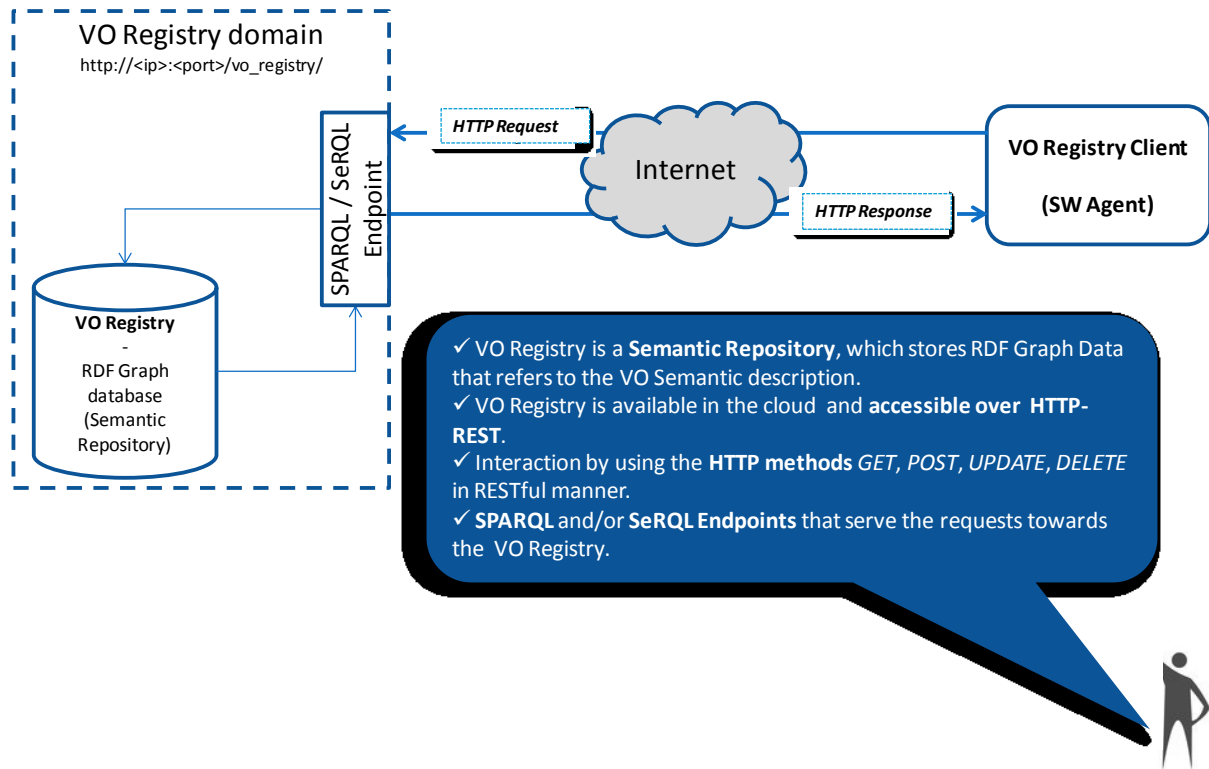 VO Registry domain
http://<ip>:<port>/vo_registry/
SPARQL / SeRQL
Endpoint
HTTP Request
Internet
HTTP Response
VO Registry Client
(SW Agent)
VO Registry
-
RDF Graph
database
(Semantic
Repository)
✓ VO Registry is a Semantic Repository, which stores RDF Graph Data
that refers to the VO Semantic description.
✓ VO Registry is available in the cloud and accessible over HTTP-
REST.
✓ Interaction by using the HTTP methods GET, POST, UPDATE, DELETE
in RESTful manner.
✓ SPARQL and/or SeRQL Endpoints that serve the requests towards
the VO Registry.